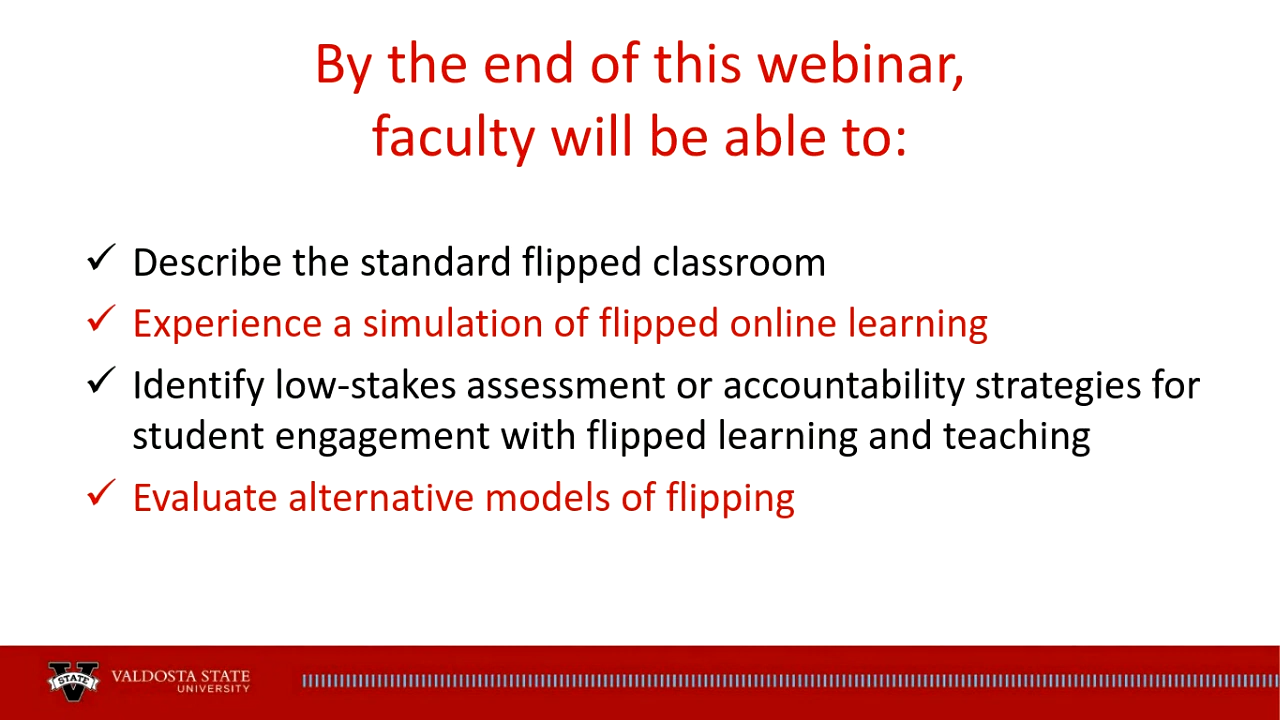 By the end of this webinar,
faculty will be able to:
✓ Describe the standard flipped classroom
✓ Experience a simulation of flipped online learning
✓ Identify low-stakes assessment or accountability strategies for
student engagement with flipped learning and teaching
✓ Evaluate alternative models of flipping
V STATE
VALDOSTA STATE
UNIVERSITY